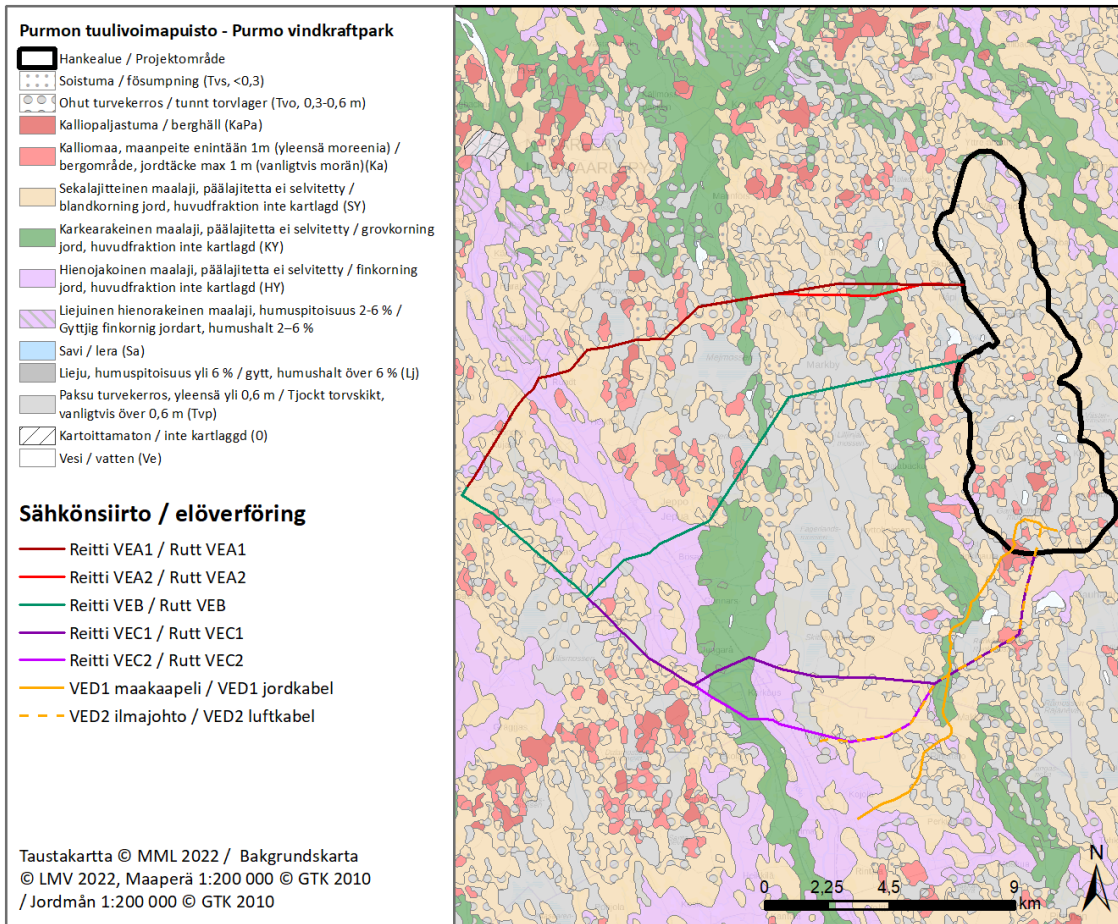 Purmon tuulivoimapuisto - Purmo vindkraftpark
Hankealue / Projektområde
Soistuma / fösumpning (Tvs, <0,3)
Ohut turvekerros / tunnt torvlager (Tvo, 0,3-0,6 m)
Kalliopaljastuma / berghäll (KaPa)
Kalliomaa, maanpeite enintään 1m (yleensä moreenia) /
bergområde, jordtäcke max 1 m (vanligtvis morän)(Ka)
Sekalajitteinen maalaji, päälajitetta ei selvitetty /
blandkorning jord, huvudfraktion inte kartlagd (SY)
Karkearakeinen maalaji, päälajitetta ei selvitetty / grovkorning
jord, huvudfraktion inte kartlagd (KY)
Hienojakoinen maalaji, päälajitetta ei selvitetty / finkorning
jord, huvudfraktion inte kartlagd (HY)
Liejuinen hienorakeinen maalaji, humuspitoisuus 2-6 % /
Gyttjig finkornig jordart, humushalt 2–6 %
Savi / lera (Sa)
Lieju, humuspitoisuus yli 6 % / gytt, humushalt över 6 % (Lj)
Paksu turvekerros, yleensä yli 0,6 m / Tjockt torvskikt,
vanligtvis över 0,6 m (Tvp)
Kartoittamaton / inte kartlaggd (0)
Vesi / vatten (Ve)
Sähkönsiirto / elöverföring
Reitti VEA1 / Rutt VEA1
Reitti VEA2 / Rutt VEA2
Reitti VEB / Rutt VEB
Reitti VEC1 / Rutt VEC1
Reitti VEC2 / Rutt VEC2
VED1 maakaapeli / VED1 jordkabel
VED2 ilmajohto / VED2 luftkabel
Taustakartta © MML 2022 / Bakgrundskarta
© LMV 2022, Maaperä 1:200 000 © GTK 2010
/ Jordmån 1:200 000 © GTK 2010
Markby
N
0 2,25 4,5 9
km